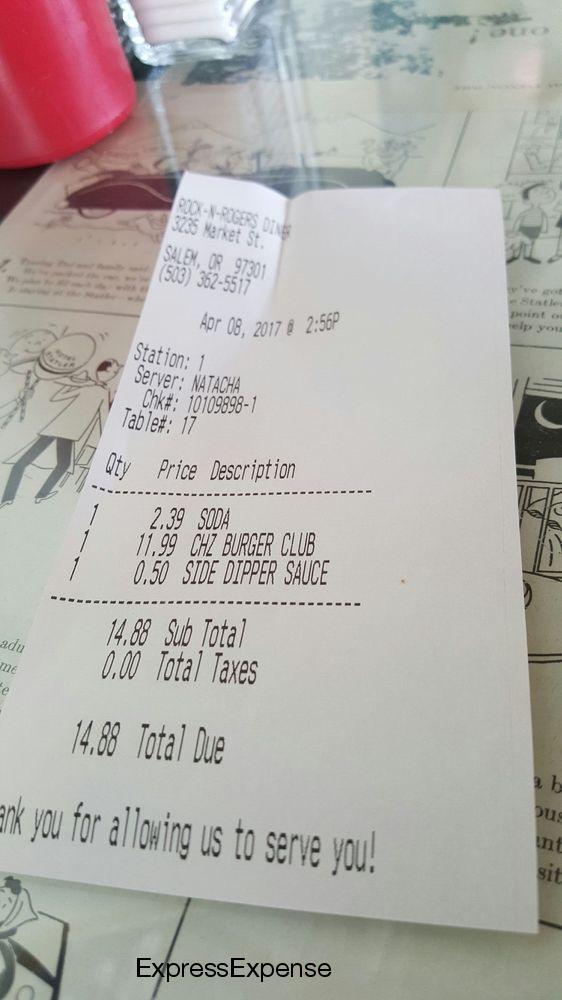 ROCK-N-ROGERS DINER
3235 Market St.
SALEM, OR 97301
(503) 362-5517
Apr 08, 2017 @ 2:56P
Station: 1
Server: NATACHA
Chk#: 10109898-1
Table#: 17
Qty Price Description
1 2.39 SODA
1 11.99 CHZ BURGER CLUB
1 0.50 SIDE DIPPER SAUCE
14.88 Sub Total
0.00 Total Taxes
14.88 Total Due
ank you for allowing us to serve you!
ExpressExpense